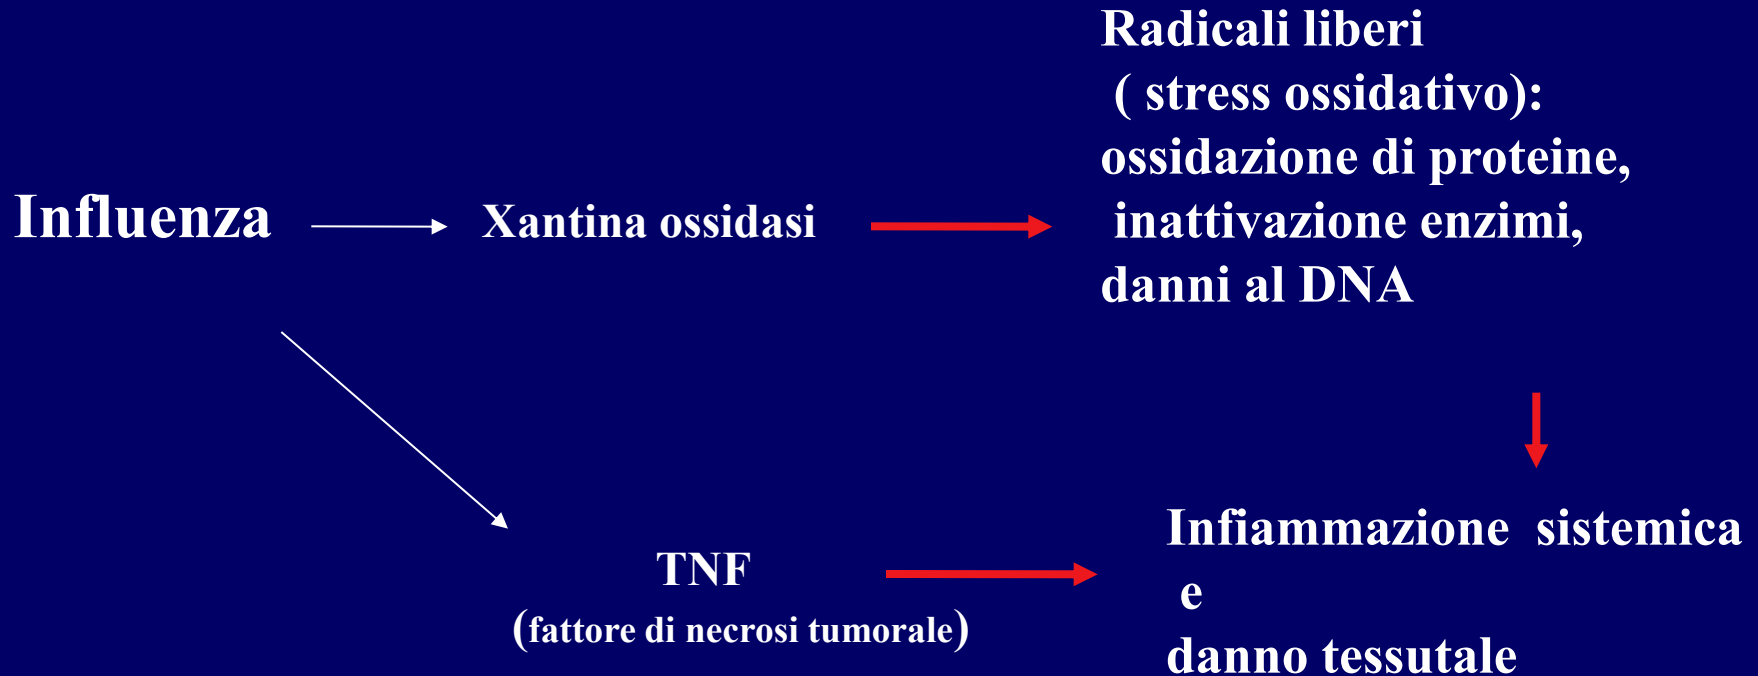 Radicali liberi
( stress ossidativo):
ossidazione di proteine,
inattivazione enzimi,
danni al DNA
Influenza
Xantina ossidasi
TNF
(fattore di necrosi tumorale)
Infiammazione sistemica
e
danno tessutale